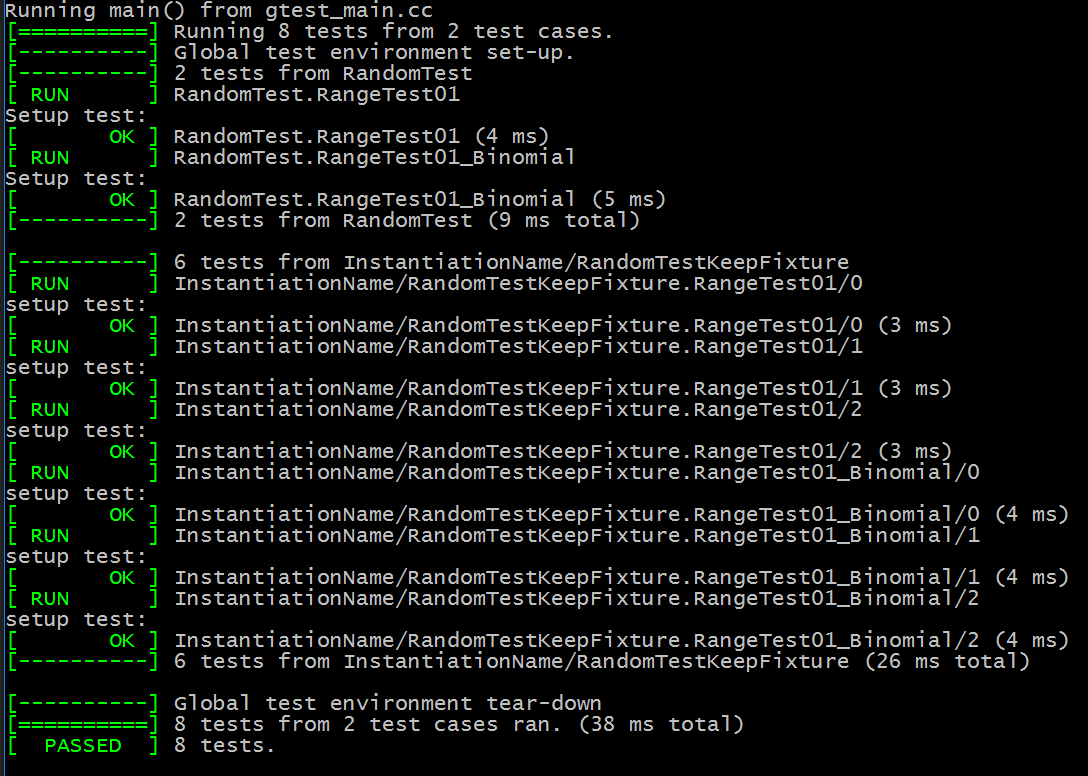 Running main() from gtest_main.cc
[==========] Running 8 tests from 2 test cases.
[----------] Global test environment set-up.
[----------] 2 tests from RandomTest
[ RUN      ] RandomTest.RangeTest01
Setup test:
[       OK ] RandomTest.RangeTest01 (4 ms)
[ RUN      ] RandomTest.RangeTest01_Binomial
Setup test:
[       OK ] RandomTest.RangeTest01_Binomial (5 ms)
[----------] 2 tests from RandomTest (9 ms total)

[----------] 6 tests from InstantiationName/RandomTestKeepFixture
[ RUN      ] InstantiationName/RandomTestKeepFixture.RangeTest01/0
setup test:
[       OK ] InstantiationName/RandomTestKeepFixture.RangeTest01/0 (3 ms)
[ RUN      ] InstantiationName/RandomTestKeepFixture.RangeTest01/1
setup test:
[       OK ] InstantiationName/RandomTestKeepFixture.RangeTest01/1 (3 ms)
[ RUN      ] InstantiationName/RandomTestKeepFixture.RangeTest01/2
setup test:
[       OK ] InstantiationName/RandomTestKeepFixture.RangeTest01/2 (3 ms)
[ RUN      ] InstantiationName/RandomTestKeepFixture.RangeTest01_Binomial/0
setup test:
[       OK ] InstantiationName/RandomTestKeepFixture.RangeTest01_Binomial/0 (4 ms)
[ RUN      ] InstantiationName/RandomTestKeepFixture.RangeTest01_Binomial/1
setup test:
[       OK ] InstantiationName/RandomTestKeepFixture.RangeTest01_Binomial/1 (4 ms)
[ RUN      ] InstantiationName/RandomTestKeepFixture.RangeTest01_Binomial/2
setup test:
[       OK ] InstantiationName/RandomTestKeepFixture.RangeTest01_Binomial/2 (4 ms)
[----------] 6 tests from InstantiationName/RandomTestKeepFixture (26 ms total)

[----------] Global test environment tear-down
[==========] 8 tests from 2 test cases ran. (38 ms total)
[  PASSED  ] 8 tests.